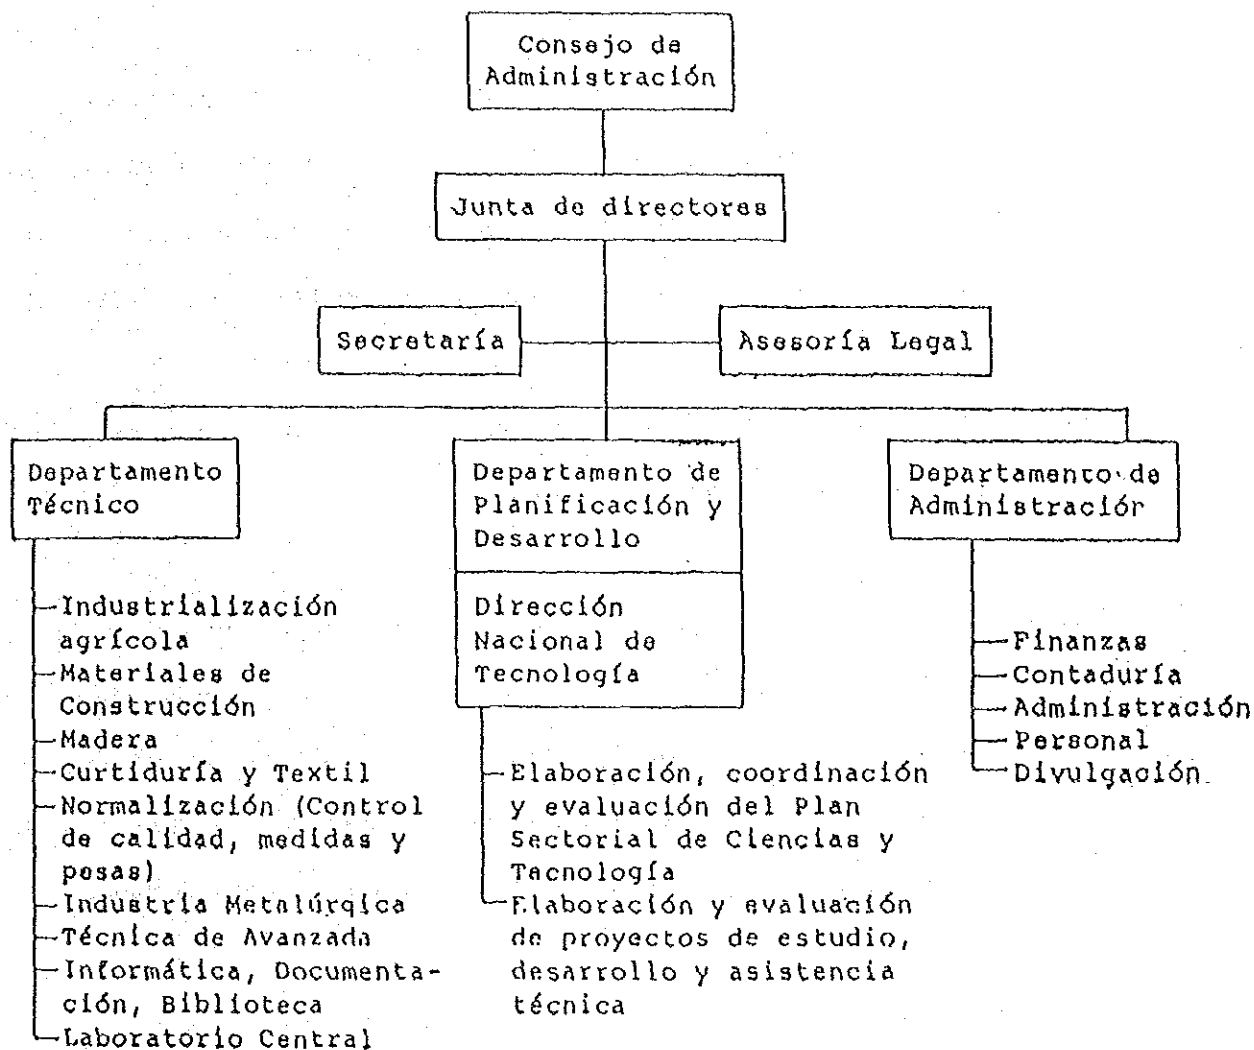 Consejo de
Administración
Junta de directores
Secretaría
Asesoría Legal
Departamento
Técnico
Industrialización
agrícola
Materiales de
Construcción
Madera
Curtiduría y Textil
Normalización (Control
de calidad, medidas y
pesas)
Industria Metalúrgica
Técnica de Avanzada
Informática, Documenta-
ción, Biblioteca
Laboratorio Central
Departamento de
Planificación y
Desarrollo
Dirección
Nacional de
Tecnología
Elaboración, coordinación
y evaluación del Plan
Sectorial de Ciencias y
Tecnología
Elaboración y evaluación
de proyectos de estudio,
desarrollo y asistencia
técnica
Departamento de
Administración
Finanzas
Contaduría
Administración
Personal
Divulgación